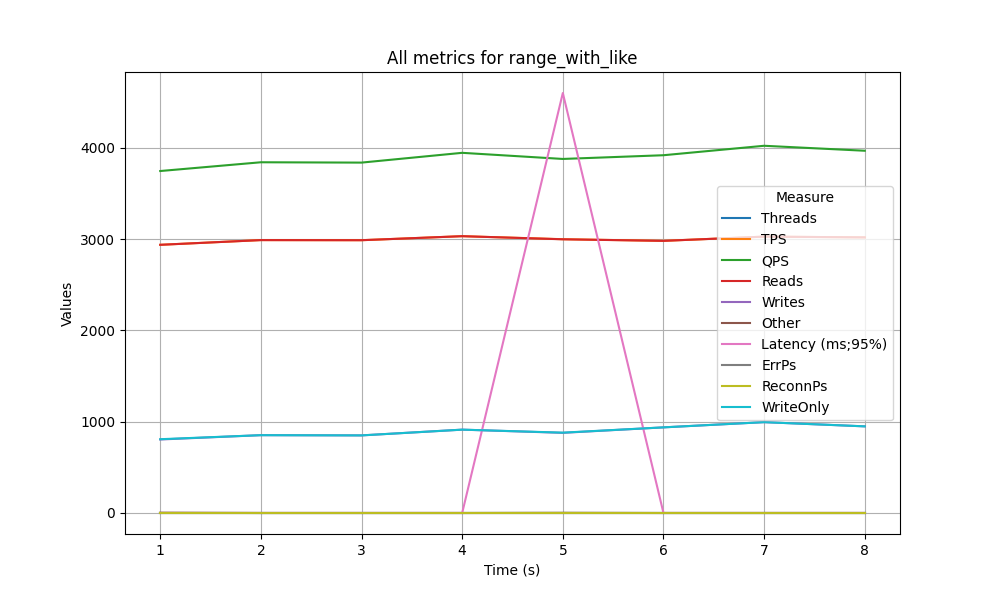 All metrics for range_with_like
Values
4000
3000
2000
1000
0
Measure
Threads
TPS
QPS
Reads
Writes
Other
Latency (ms;95%)
ErrPs
ReconnPs
WriteOnly
1 2 3 4 5 6 7 8
Time (s)